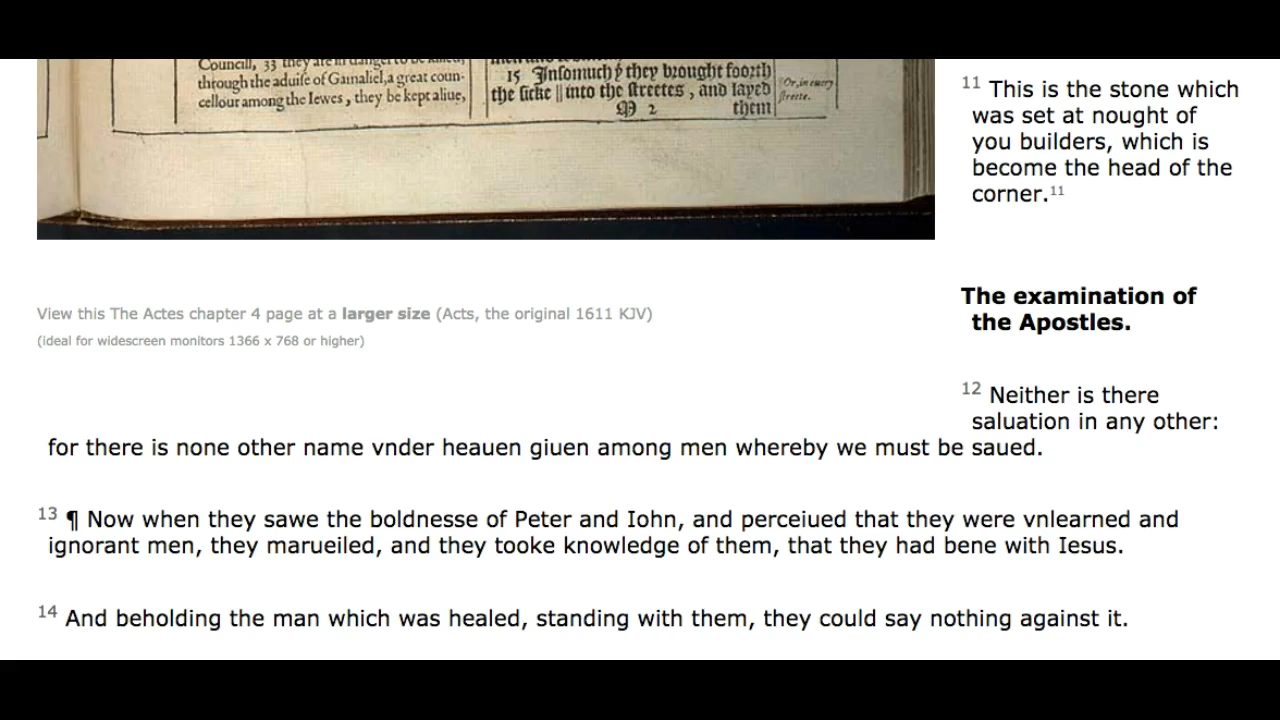 Councill, 33 they are in danger to be killed,
through the aduise of Gamaliel, a great coun-
cellour among the Iewes, they be kept aliue,
15 Insomuch ẏ they brought foorth
the sicke || into the streetes, and layed
M 2 them
"Or, in euery
streete.
11 This is the stone which
was set at nought of
you builders, which is
become the head of the
corner.11
The examination of
the Apostles.
View this The Actes chapter 4 page at a larger size (Acts, the original 1611 KJV)
(ideal for widescreen monitors 1366 x 768 or higher)
12 Neither is there
saluation in any other:
for there is none other name vnder heauen giuen among men whereby we must be saued.
13 ¶ Now when they sawe the boldnesse of Peter and Iohn, and perceiued that they were vnlearned and
ignorant men, they marueiled, and they tooke knowledge of them, that they had bene with Iesus.
14 And beholding the man which was healed, standing with them, they could say nothing against it.